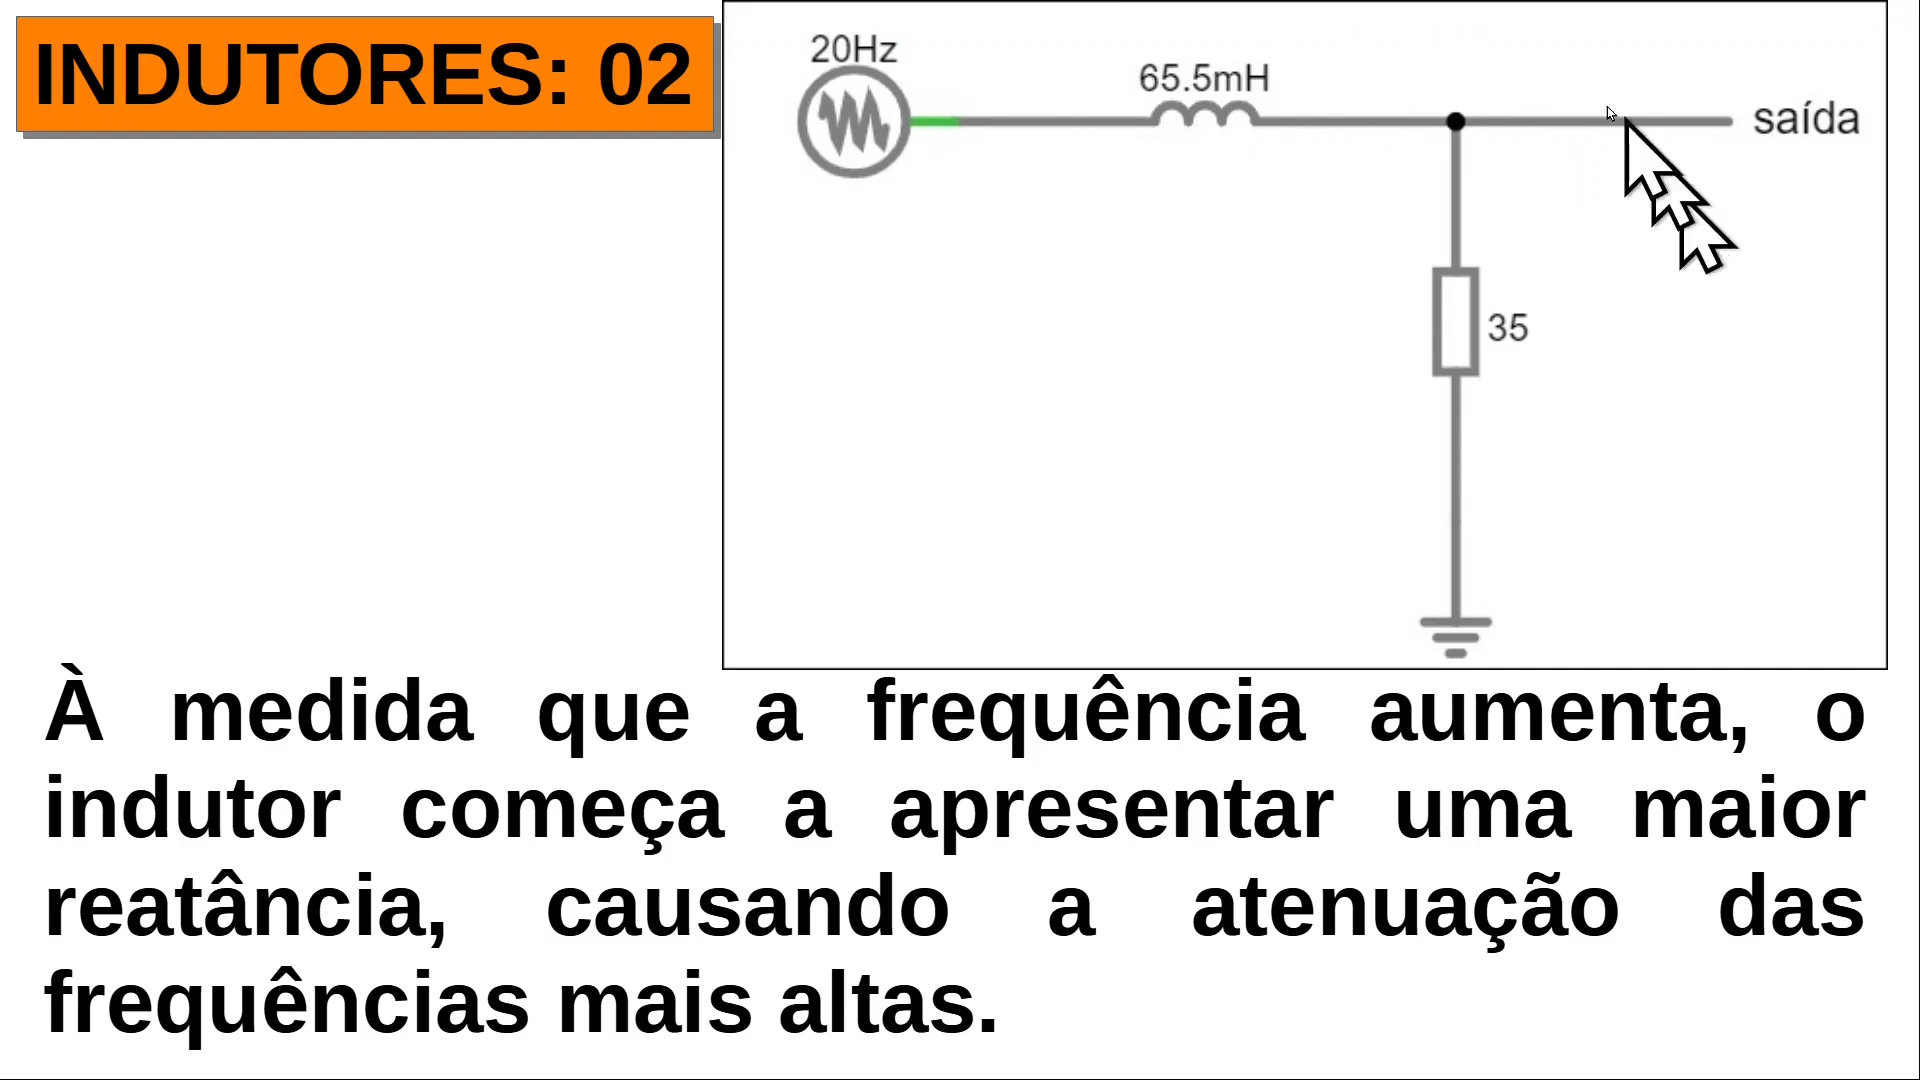 INDUTORES: 02
20Hz
65.5mH
saída
35
À medida que a frequência aumenta, o
indutor começa a apresentar uma maior
reatância, causando a atenuação das
frequências mais altas.